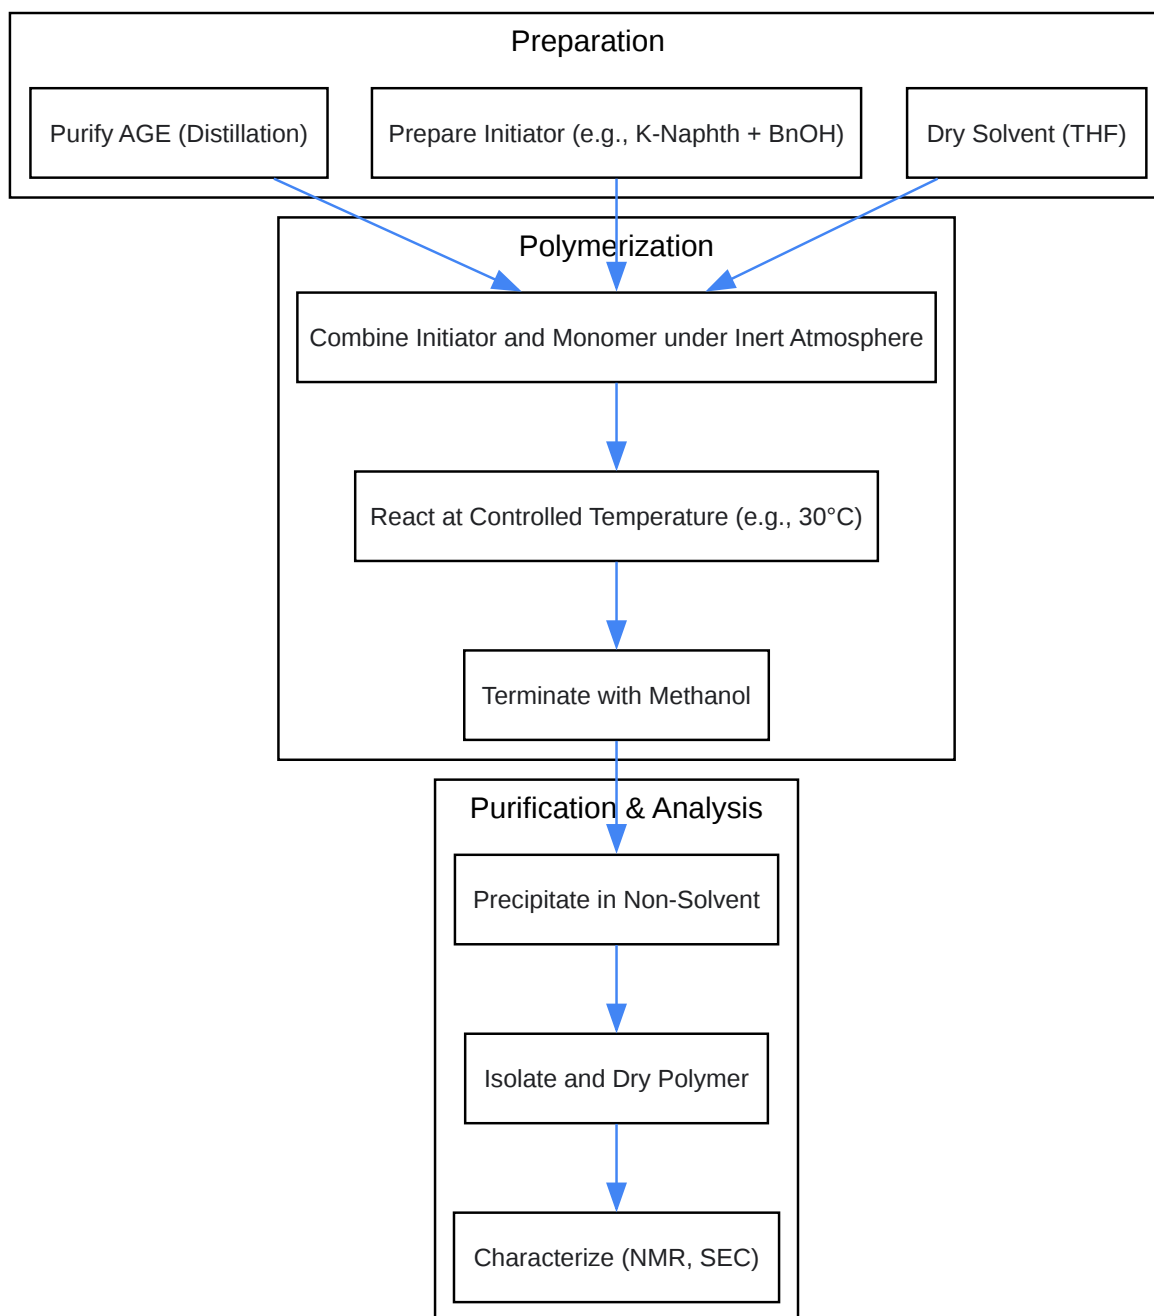 Preparation
Purify AGE (Distillation)
Prepare Initiator (e.g., K-Naphth + BnOH)
Dry Solvent (THF)
Polymerization
Combine Initiator and Monomer under Inert Atmosphere
React at Controlled Temperature (e.g., 30°C)
Terminate with Methanol
Purification & Analysis
Precipitate in Non-Solvent
Isolate and Dry Polymer
Characterize (NMR, SEC)